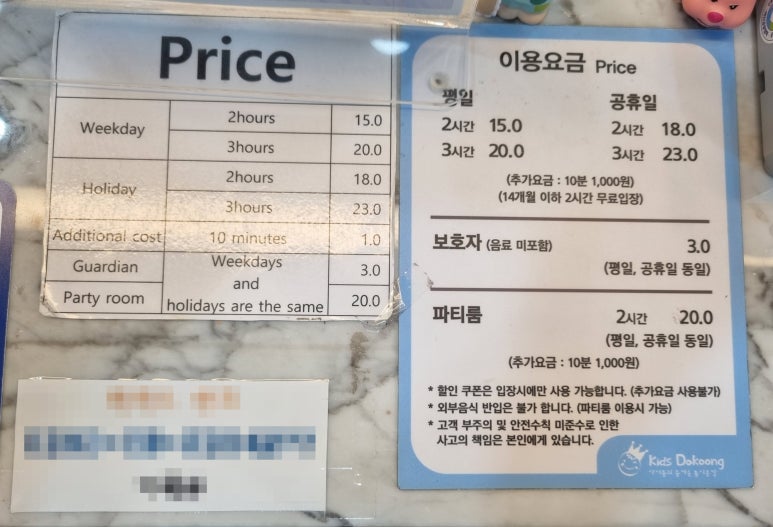 Price
Weekday 2hours 15.0
3hours 20.0
Holiday 2hours 18.0
3hours 23.0
Additional cost 10 minutes 1.0
Guardian Weekdays 3.0
and
Party room holidays are the same 20.0
이용요금 Price
평일 공휴일
2시간 15.0 2시간 18.0
3시간 20.0 3시간 23.0
(추가요금 : 10분 1,000원)
(14개월 이하 2시간 무료입장)
보호자 (음료 미포함) 3.0
(평일, 공휴일 동일)
파티룸 2시간 20.0
(평일, 공휴일 동일)
(추가요금 : 10분 1,000원)
* 할인 쿠폰은 입장시에만 사용 가능합니다. (추가요금 사용불가)
* 외부음식 반입은 불가 합니다. (파티룸 이용시 가능)
* 고객 부주의 및 안전수칙 미준수로 인한
사고의 책임은 본인에게 있습니다.
Kids Dakoong